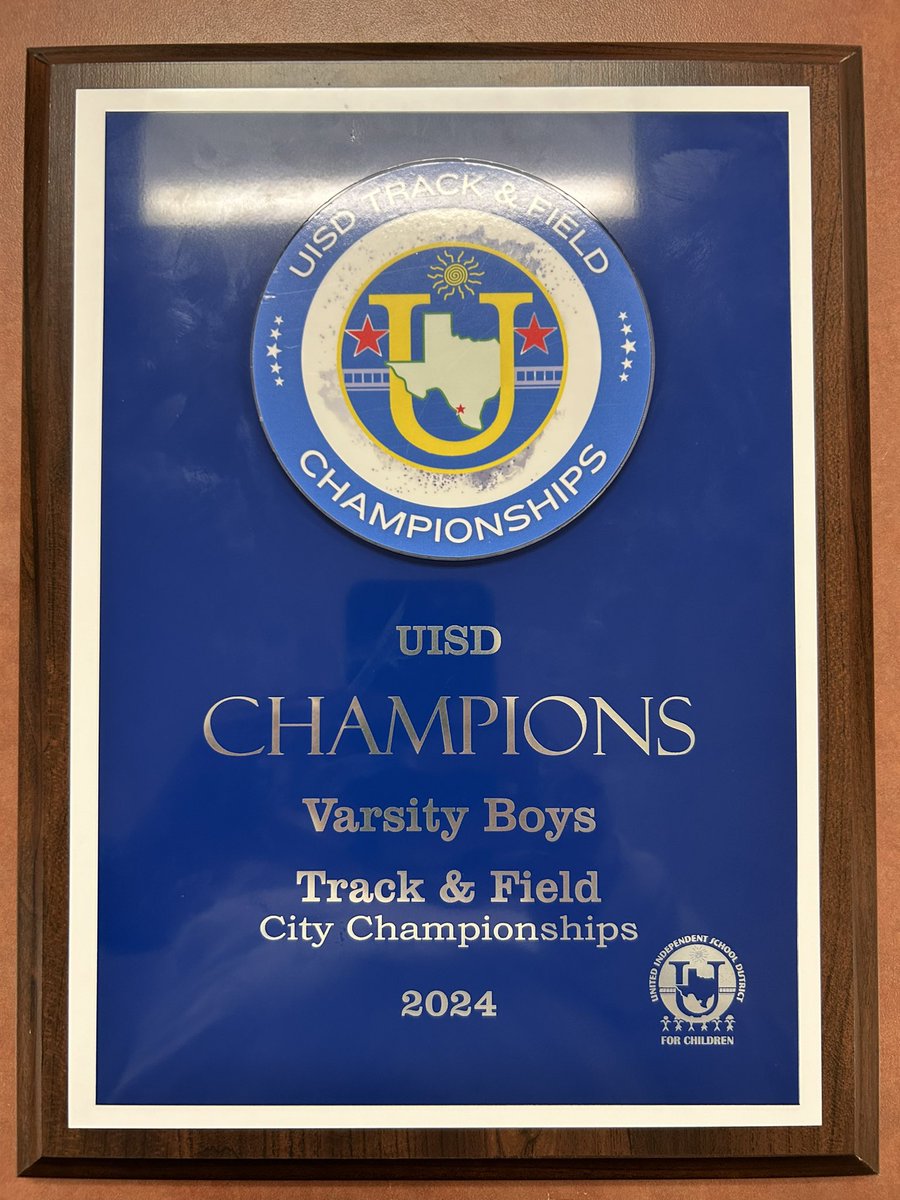 UISD TRACK & FIELD
U
CHAMPIONSHIPS
UISD
CHAMPIONS
Varsity Boys
Track & Field
City Championships
2024
UNITED INDEPENDENT SCHOOL DISTRICT
U
FOR CHILDREN